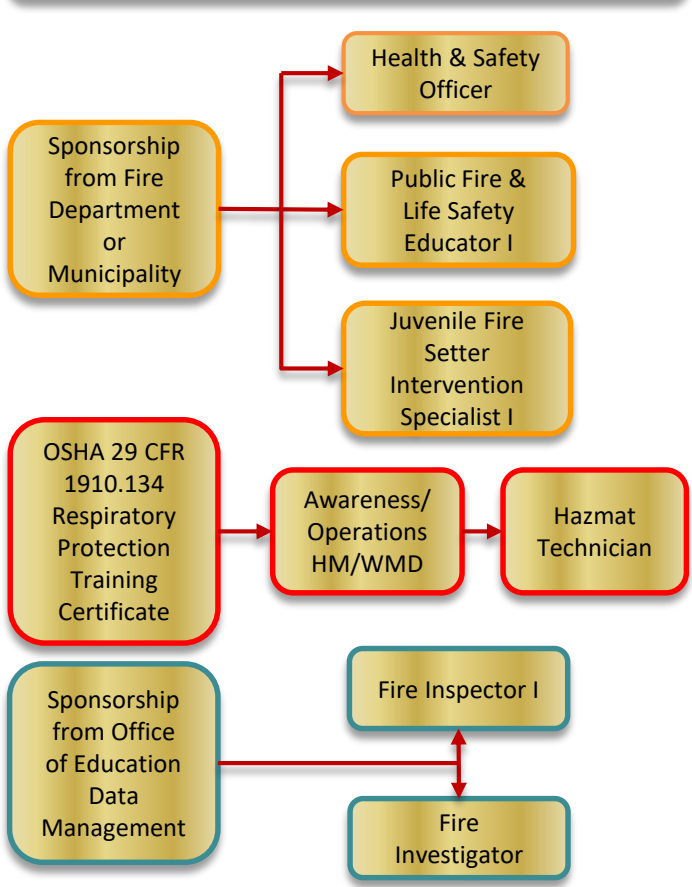 Health & Safety
Officer
Sponsorship
from Fire
Department
or
Municipality
Public Fire &
Life Safety
Educator I
Juvenile Fire
Setter
Intervention
Specialist I
OSHA 29 CFR
1910.134
Respiratory
Protection
Training
Certificate
Awareness/
Operations
HM/WMD
Hazmat
Technician
Sponsorship
from Office
of Education
Data
Management
Fire Inspector I
Fire
Investigator